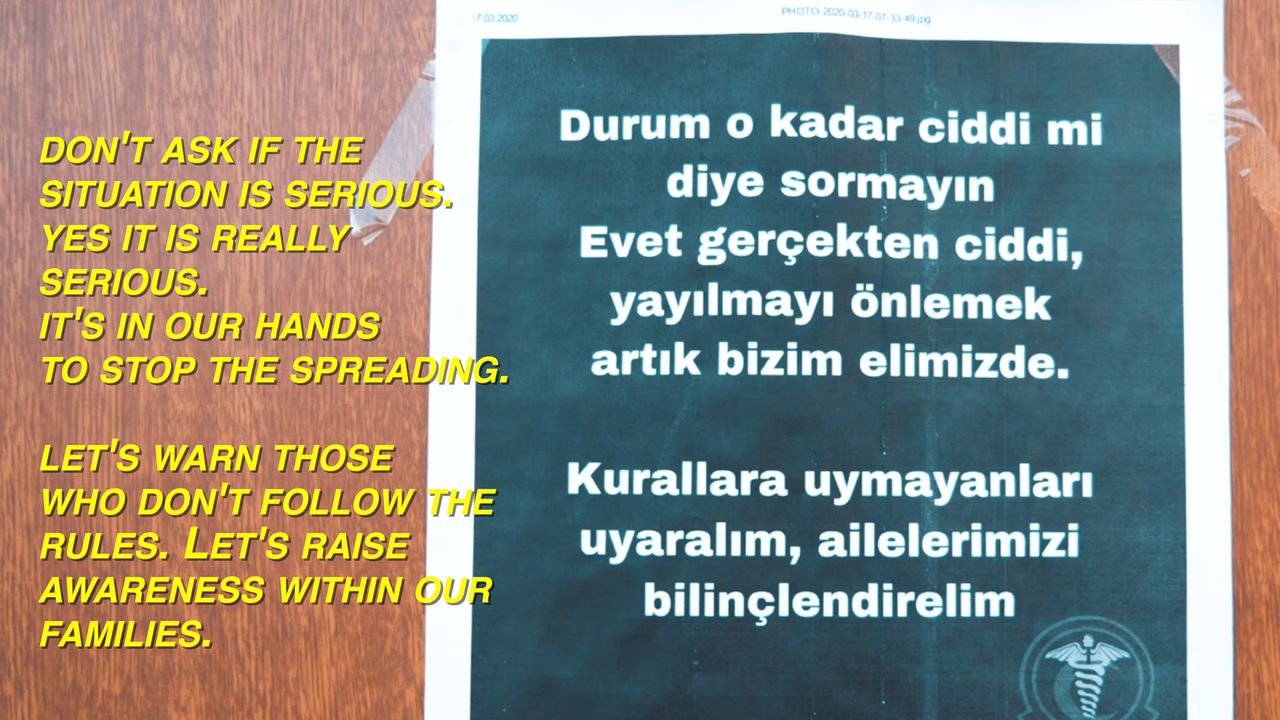 17.03.2020
PHOTO-2020-03-17-07-33-49.jpg
DON'T ASK IF THE
SITUATION IS SERIOUS.
YES IT IS REALLY
SERIOUS.
IT'S IN OUR HANDS
TO STOP THE SPREADING.
LET'S WARN THOSE
WHO DON'T FOLLOW THE
RULES. LET'S RAISE
AWARENESS WITHIN OUR
FAMILIES.
Durum o kadar ciddi mi
diye sormayın
Evet gerçekten ciddi,
yayılmayı önlemek
artık bizim elimizde.
Kurallara uymayanları
uyaralım, ailelerimizi
bilinçlendirelim